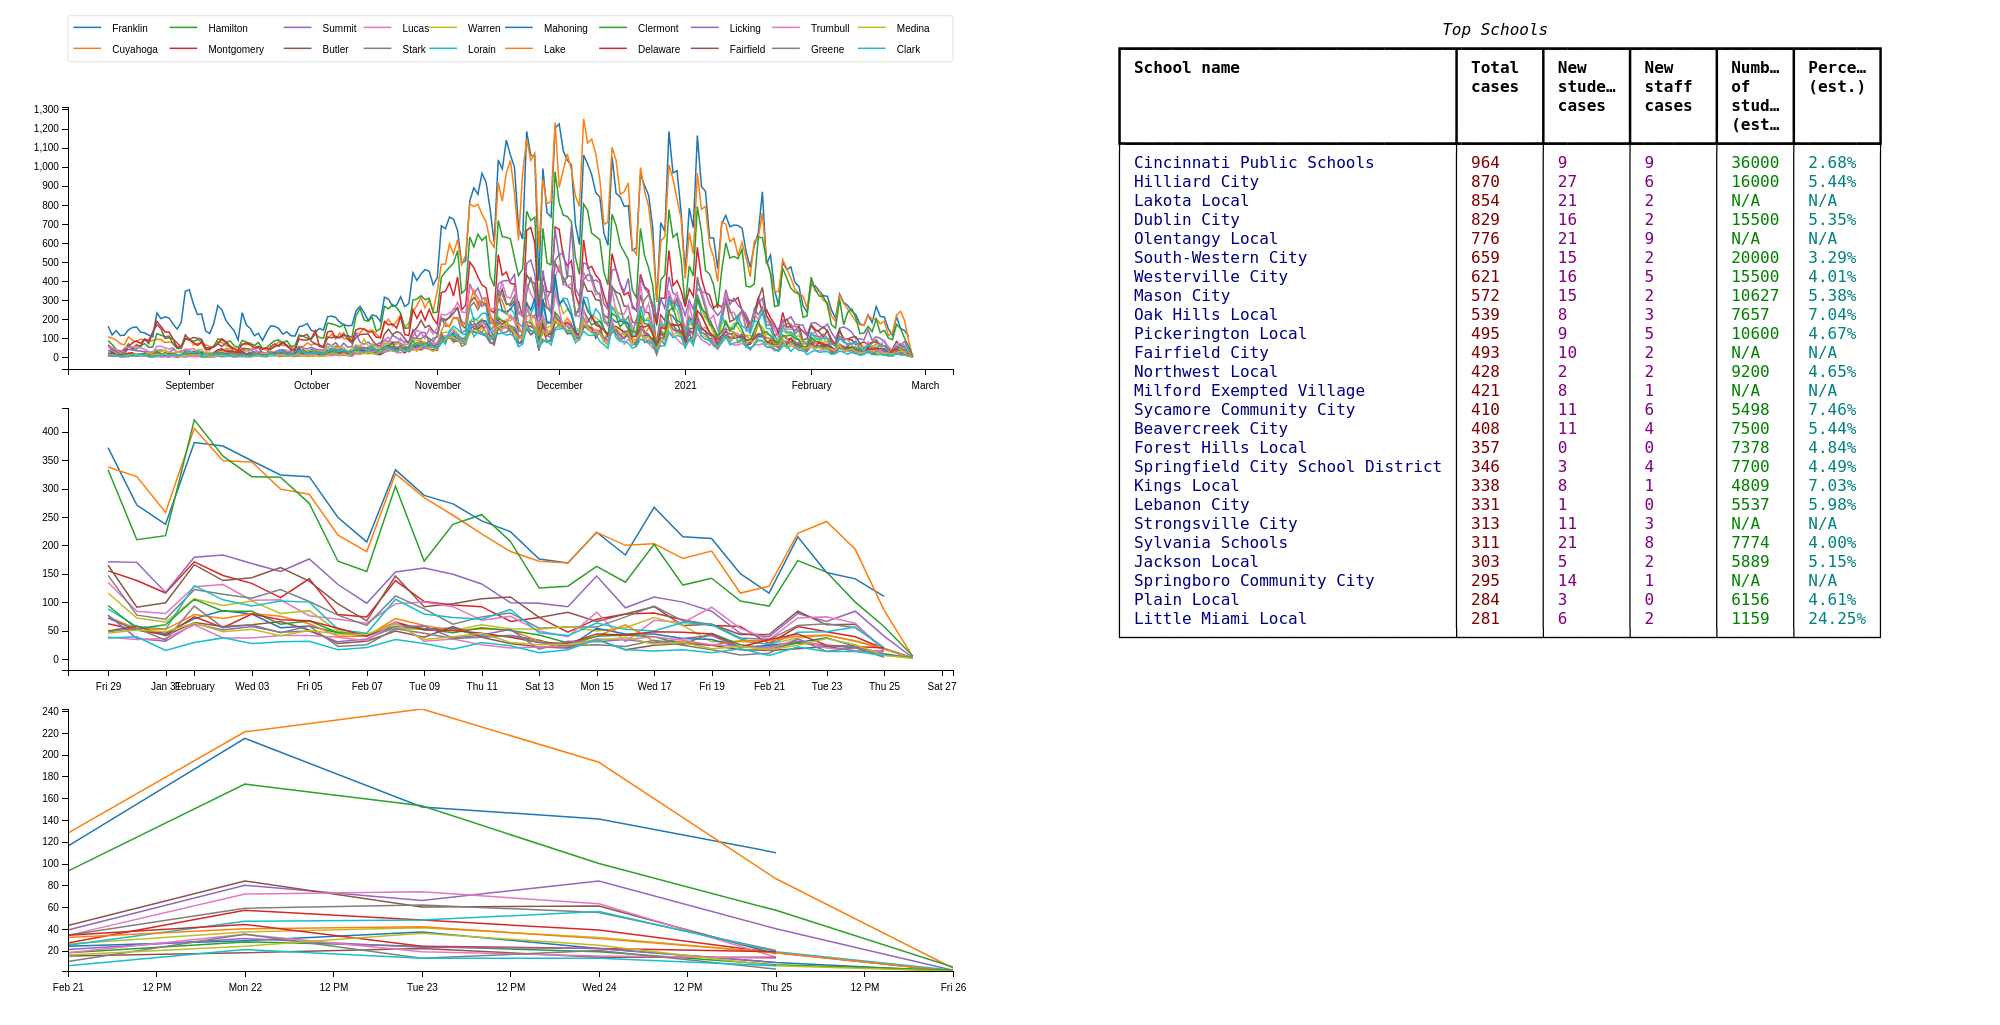 Franklin Hamilton Summit Lucas Warren Mahoning Clermont Licking Trumbull Medina
Cuyahoga Montgomery Butler Stark Lorain Lake Delaware Fairfield Greene Clark
1,300
1,200
1,100
1,000
900
800
700
600
500
400
300
200
100
0
September October November December 2021 February March
400
350
300
250
200
150
100
50
0
Fri 29 Jan 31 February Wed 03 Fri 05 Feb 07 Tue 09 Thu 11 Sat 13 Mon 15 Wed 17 Fri 19 Feb 21 Tue 23 Thu 25 Sat 27
240
220
200
180
160
140
120
100
80
60
40
20
Feb 21 12 PM Mon 22 12 PM Tue 23 12 PM Wed 24 12 PM Thu 25 12 PM Fri 26
Top Schools
School name Total New New Numb… Perce…
cases stude… staff of (est.)
cases cases stud…
(est…
Cincinnati Public Schools 964 9 9 36000 2.68%
Hilliard City 870 27 6 16000 5.44%
Lakota Local 854 21 2 N/A N/A
Dublin City 829 16 2 15500 5.35%
Olentangy Local 776 21 9 N/A N/A
South-Western City 659 15 2 20000 3.29%
Westerville City 621 16 5 15500 4.01%
Mason City 572 15 2 10627 5.38%
Oak Hills Local 539 8 3 7657 7.04%
Pickerington Local 495 9 5 10600 4.67%
Fairfield City 493 10 2 N/A N/A
Northwest Local 428 2 2 9200 4.65%
Milford Exempted Village 421 8 1 N/A N/A
Sycamore Community City 410 11 6 5498 7.46%
Beavercreek City 408 11 4 7500 5.44%
Forest Hills Local 357 0 0 7378 4.84%
Springfield City School District 346 3 4 7700 4.49%
Kings Local 338 8 1 4809 7.03%
Lebanon City 331 1 0 5537 5.98%
Strongsville City 313 11 3 N/A N/A
Sylvania Schools 311 21 8 7774 4.00%
Jackson Local 303 5 2 5889 5.15%
Springboro Community City 295 14 1 N/A N/A
Plain Local 284 3 0 6156 4.61%
Little Miami Local 281 6 2 1159 24.25%